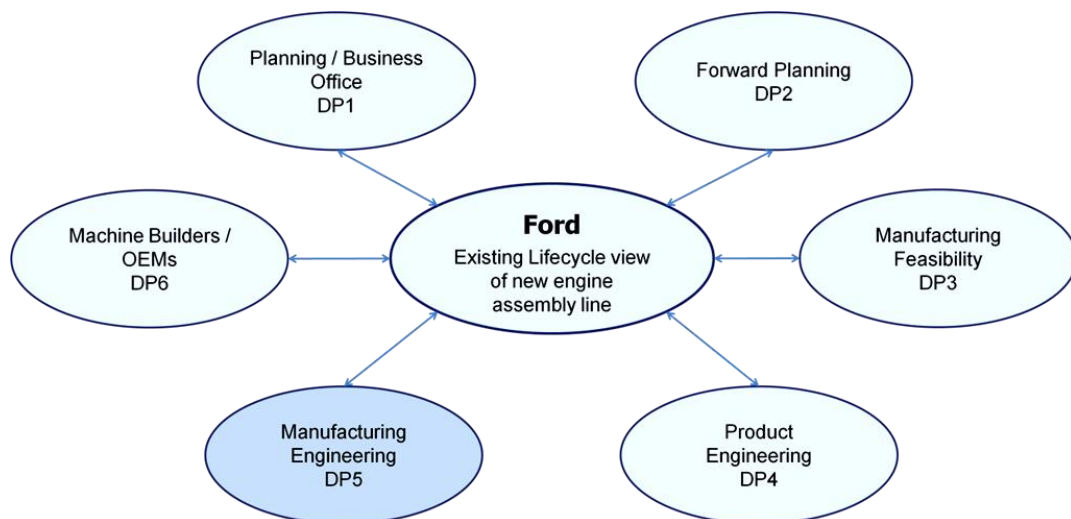 Planning / Business
Office
DP1
Forward Planning
DP2
Machine Builders /
OEMs
DP6
Ford
Existing Lifecycle view
of new engine
assembly line
Manufacturing
Feasibility
DP3
Manufacturing
Engineering
DP5
Product
Engineering
DP4